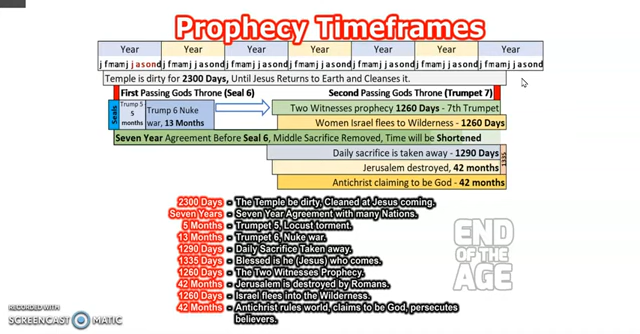 Prophecy Timeframes
Year Year Year Year Year Year Year
j f m a m j j a s o n d j f m a m j j a s o n d j f m a m j j a s o n d j f m a m j j a s o n d j f m a m j j a s o n d j f m a m j j a s o n d j f m a m j j a s o n d
Temple is dirty for 2300 Days, Until Jesus Returns to Earth and Cleanses it.
First Passing Gods Throne (Seal 6) Second Passing Gods Throne (Trumpet 7)
Seals
Trump 5
5
months
Trump 6 Nuke
war, 13 Months
Two Witnesses prophecy 1260 Days - 7th Trumpet
Women Israel flees to Wilderness - 1260 Days
Seven Year Agreement Before Seal 6, Middle Sacrifice Removed, Time will be Shortened
Daily sacrifice is taken away - 1290 Days
1335
Jerusalem destroyed, 42 months
Antichrist claiming to be God - 42 months
2300 Days - The Temple be dirty, Cleaned at Jesus coming.
Seven Years - Seven Year Agreement with many Nations.
5 Months - Trumpet 5, Locust torment.
13 Months - Trumpet 6, Nuke war.
1290 Days - Daily Sacrifice Taken away.
1335 Days - Blessed is he (Jesus) who comes.
1260 Days - The Two Witnesses Prophecy.
42 Months - Jerusalem is destroyed by Romans.
1260 Days - Israel flees into the Wilderness.
42 Months - Antichrist rules world, claims to be God, persecutes
believers.
END
OF THE
AGE
RECORDED WITH
SCREENCAST MATIC